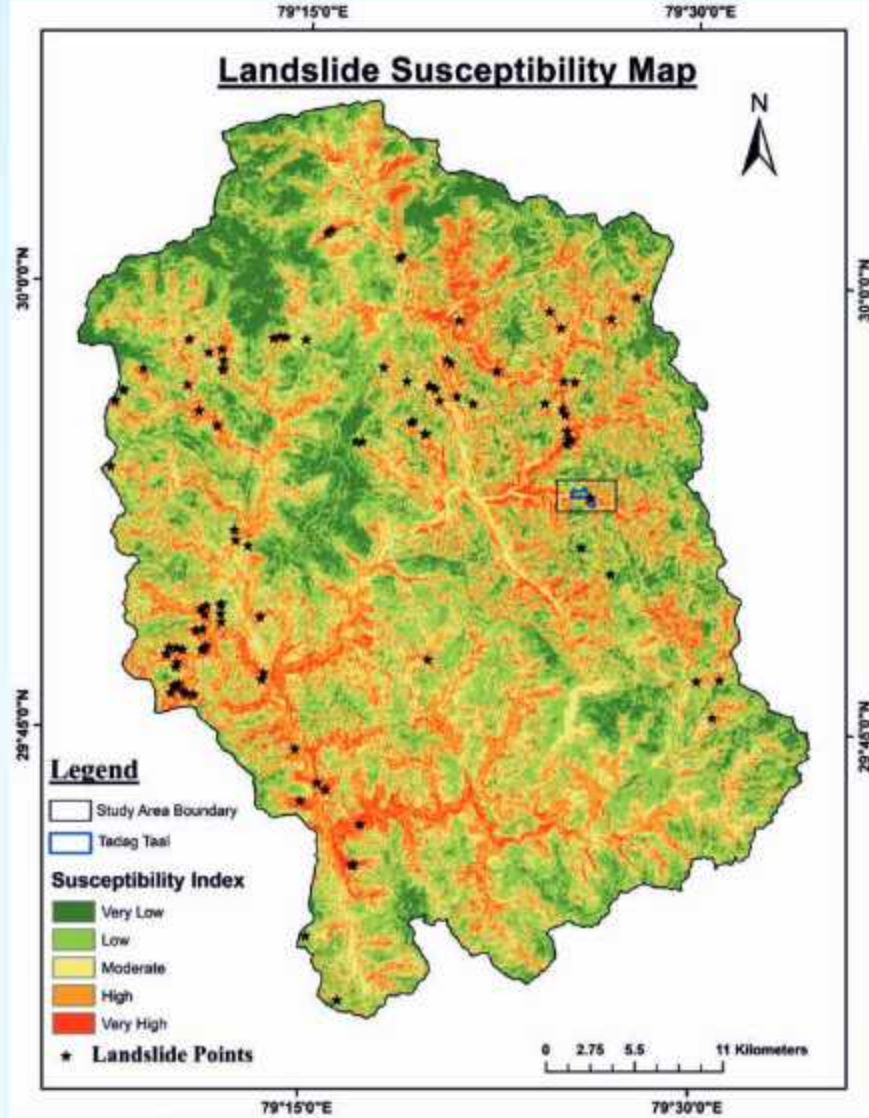 79°15'0"E 79°30'0"E
Landslide Susceptibility Map
N
30°0'0"N 30°0'0"N
29°45'0"N 29°45'0"N
Legend
Study Area Boundary
Tadag Taal
Susceptibility Index
Very Low
Low
Moderate
High
Very High
Landslide Points
0 2.75 5.5 11 Kilometers
79°15'0"E 79°30'0"E